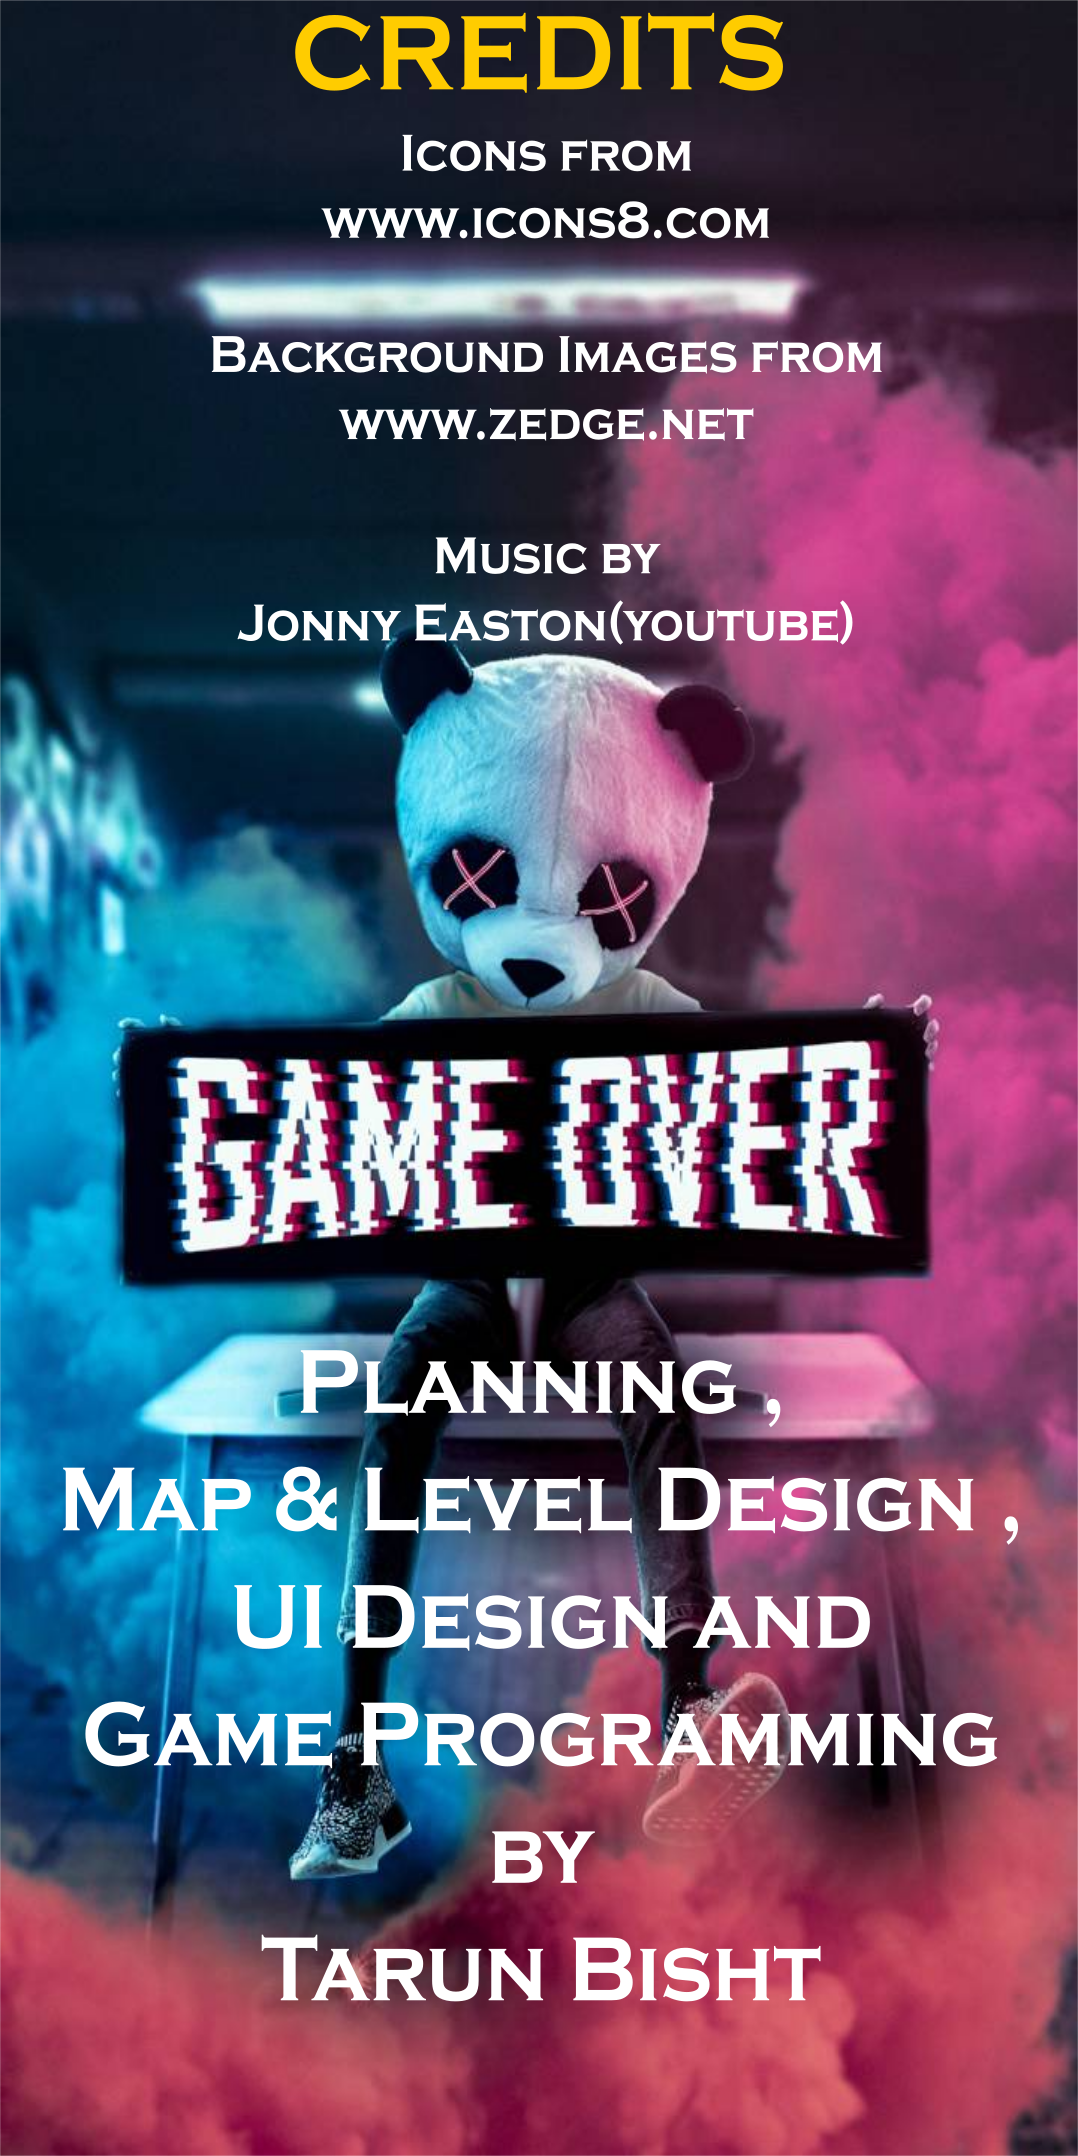 CREDITS
ICONS FROM
WWW.ICONS8.COM
BACKGROUND IMAGES FROM
WWW.ZEDGE.NET
MUSIC BY
JONNY EASTON(YOUTUBE)
GAME OVER
PLANNING ,
MAP & LEVEL DESIGN ,
UI DESIGN AND
GAME PROGRAMMING
BY
TARUN BISHT